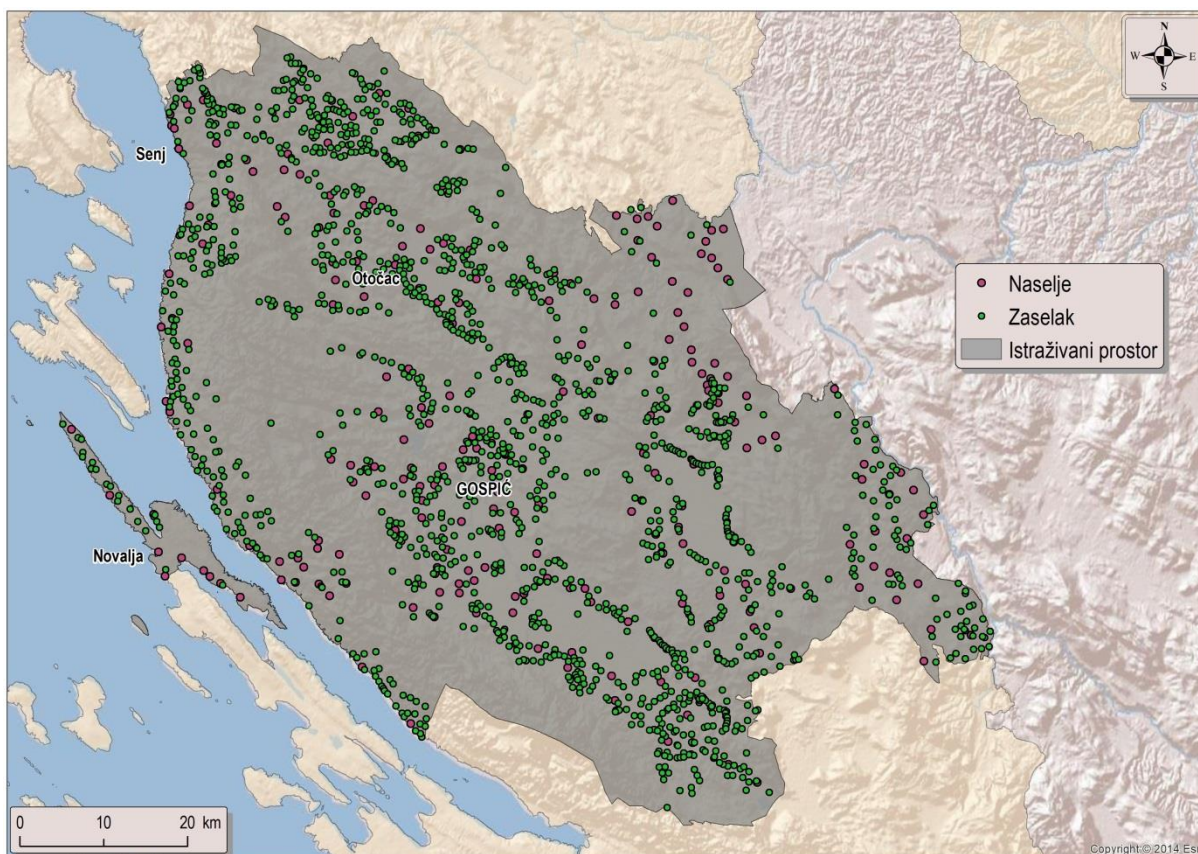 N
W
E
S
Senj
Otočac
Naselje
Zaselak
Istraživani prostor
GOSPIĆ
Novalja
0 10 20 km
Copyright:© 2014 Es